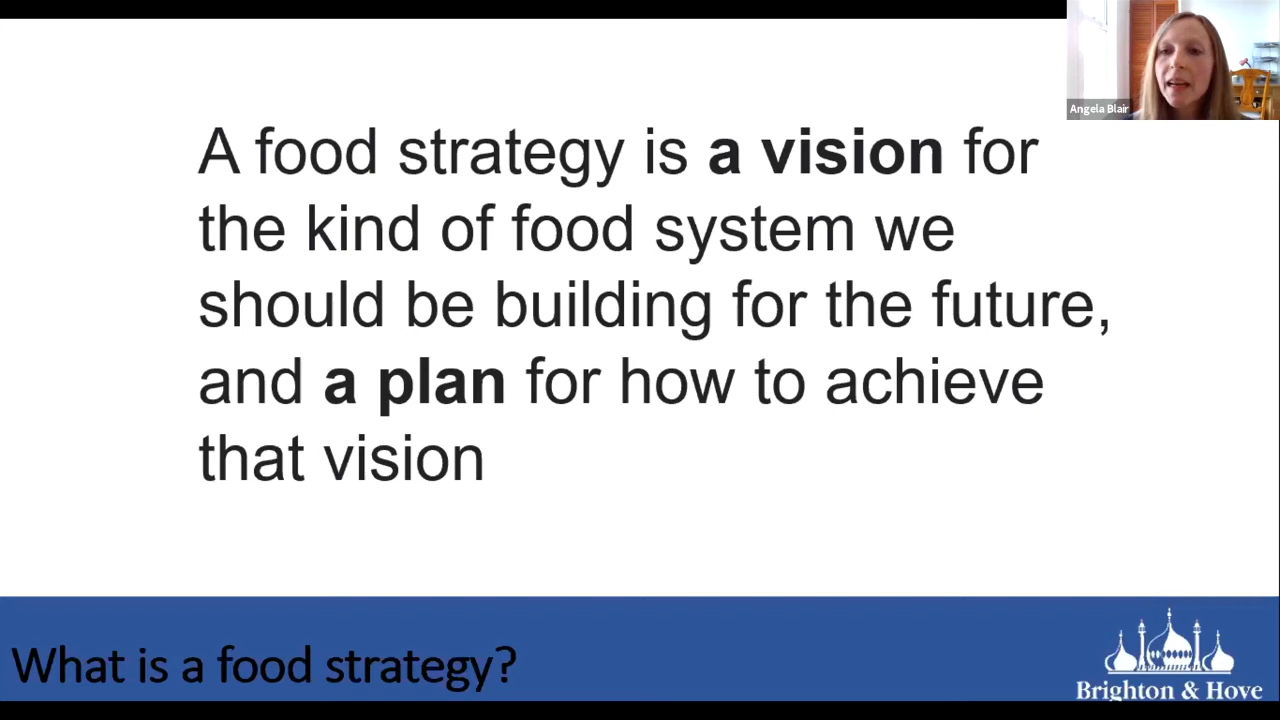 Angela Blair
A food strategy is a vision for
the kind of food system we
should be building for the future,
and a plan for how to achieve
that vision
What is a food strategy?
Brighton & Hove